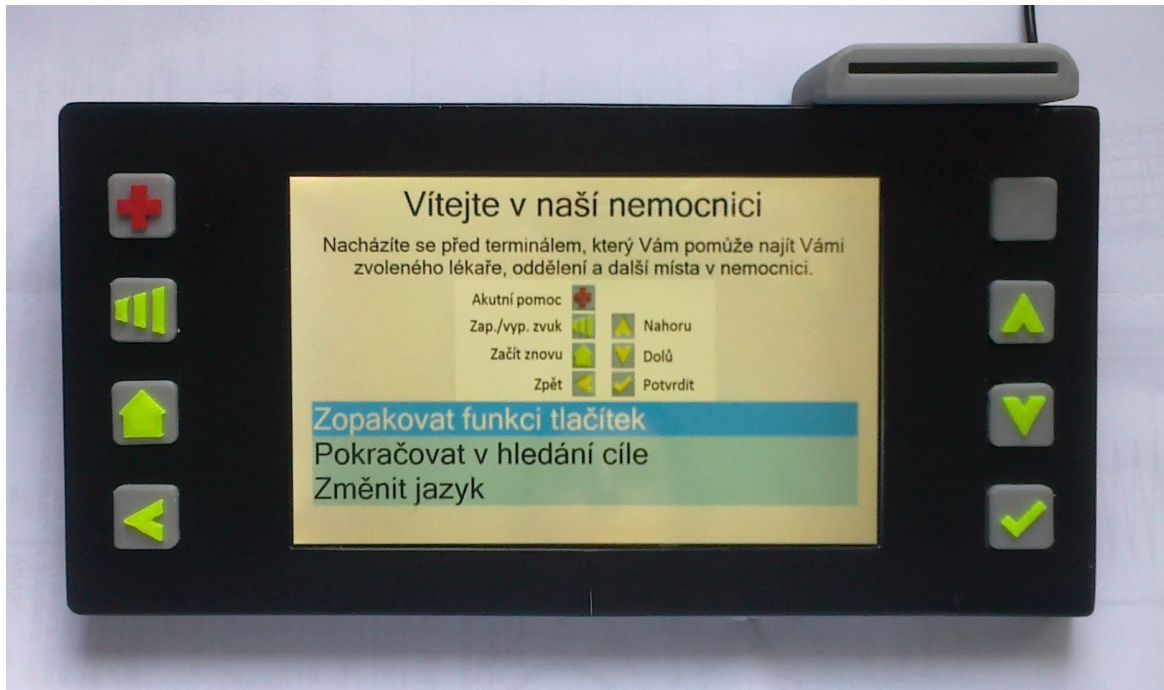 Vítejte v naší nemocnici
Nacházíte se před terminálem, který Vám pomůže najít Vámi
zvoleného lékaře, oddělení a další místa v nemocnici.
Akutní pomoc
Zap./vyp. zvuk
Nahoru
Začít znovu
Dolů
Zpět
Potvrdit
Zopakovat funkci tlačítek
Pokračovat v hledání cíle
Změnit jazyk